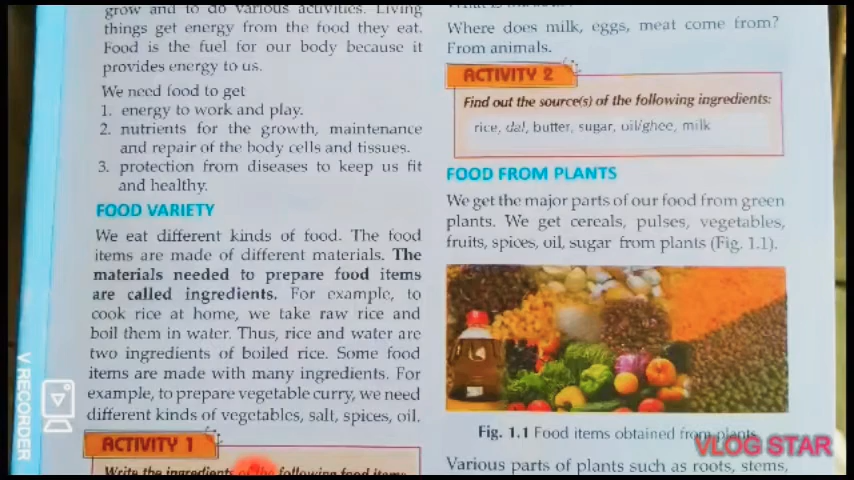 grow and to do various activities. Living
things get energy from the food they eat.
Food is the fuel for our body because it
provides energy to us.
We need food to get
1. energy to work and play.
2. nutrients for the growth, maintenance
and repair of the body cells and tissues.
3. protection from diseases to keep us fit
and healthy.
FOOD VARIETY
We eat different kinds of food. The food
items are made of different materials. The
materials needed to prepare food items
are called ingredients. For example, to
cook rice at home, we take raw rice and
boil them in water. Thus, rice and water are
two ingredients of boiled rice. Some food
items are made with many ingredients. For
example, to prepare vegetable curry, we need
different kinds of vegetables, salt, spices, oil.
ACTIVITY 1
Write the ingredients of the following food items
Where does milk, eggs, meat come from?
From animals.
ACTIVITY 2
Find out the source(s) of the following ingredients:
rice, dal, butter, sugar, oil/ghee, milk
FOOD FROM PLANTS
We get the major parts of our food from green
plants. We get cereals, pulses, vegetables,
fruits, spices, oil, sugar from plants (Fig. 1.1).
Fig. 1.1 Food items obtained from plants
Various parts of plants such as roots, stems,
V RECORDER
VLOG STAR